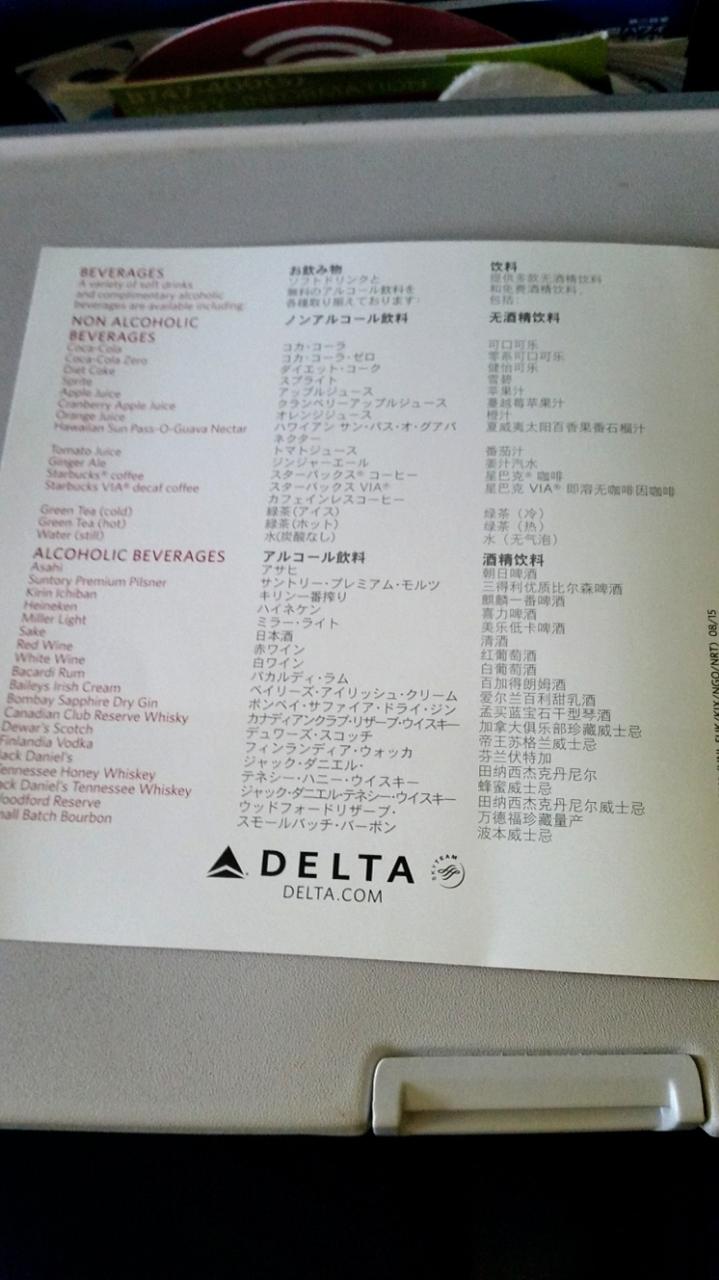 B747-400(S)
BEVERAGES
A variety of soft drinks
and complimentary alcoholic
beverages are available including:
NON ALCOHOLIC
BEVERAGES
Coca-Cola
Coca-Cola Zero
Diet Coke
Sprite
Apple Juice
Cranberry Apple Juice
Orange Juice
Hawaiian Sun Pass-O-Guava Nectar
Tomato Juice
Ginger Ale
Starbucks® coffee
Starbucks VIA® decaf coffee
Green Tea (cold)
Green Tea (hot)
Water (still)
ALCOHOLIC BEVERAGES
Asahi
Suntory Premium Pilsner
Kirin Ichiban
Heineken
Miller Light
Sake
Red Wine
White Wine
Bacardi Rum
Baileys Irish Cream
Bombay Sapphire Dry Gin
Canadian Club Reserve Whisky
Dewar's Scotch
Finlandia Vodka
Jack Daniel's
Tennessee Honey Whiskey
Jack Daniel's Tennessee Whiskey
Woodford Reserve
Small Batch Bourbon
お飲み物
ソフトドリンクと
無料のアルコール飲料を
各種取り揃えております:
ノンアルコール飲料
コカ・コーラ
コカ・コーラ・ゼロ
ダイエット・コーク
スプライト
アップルジュース
クランベリーアップルジュース
オレンジジュース
ハワイアン サン・パス・オ・グアバ
ネクター
トマトジュース
ジンジャーエール
スターバックス® コーヒー
スターバックス VIA®
カフェインレスコーヒー
緑茶(アイス)
緑茶(ホット)
水(炭酸なし)
アルコール飲料
アサヒ
サントリー・プレミアム・モルツ
キリン一番搾り
ハイネケン
ミラー・ライト
日本酒
赤ワイン
白ワイン
バカルディ・ラム
ベイリーズ・アイリッシュ・クリーム
ボンベイ・サファイア・ドライ・ジン
カナディアンクラブ・リザーブ・ウイスキー
デュワーズ・スコッチ
フィンランディア・ウォッカ
ジャック・ダニエル・
テネシー・ハニー・ウイスキー
ジャック・ダニエル・テネシー・ウイスキー
ウッドフォードリザーブ・
スモールバッチ・バーボン
饮料
提供多款无酒精饮料
和免费酒精饮料，
包括：
无酒精饮料
可口可乐
零系可口可乐
健怡可乐
雪碧
苹果汁
蔓越莓苹果汁
橙汁
夏威夷太阳百香果番石榴汁
番茄汁
姜汁汽水
星巴克® 咖啡
星巴克 VIA® 即溶无咖啡因咖啡
绿茶（冷）
绿茶（热）
水（无气泡）
酒精饮料
朝日啤酒
三得利优质比尔森啤酒
麒麟一番啤酒
喜力啤酒
美乐低卡啤酒
清酒
红葡萄酒
白葡萄酒
百加得朗姆酒
爱尔兰百利甜乳酒
孟买蓝宝石干型琴酒
加拿大俱乐部珍藏威士忌
帝王苏格兰威士忌
芬兰伏特加
田纳西杰克丹尼尔
蜂蜜威士忌
田纳西杰克丹尼尔威士忌
万德福珍藏量产
波本威士忌
DELTA
SKYTEAM
DELTA.COM
/KIX/NGO/NRT) 08/15